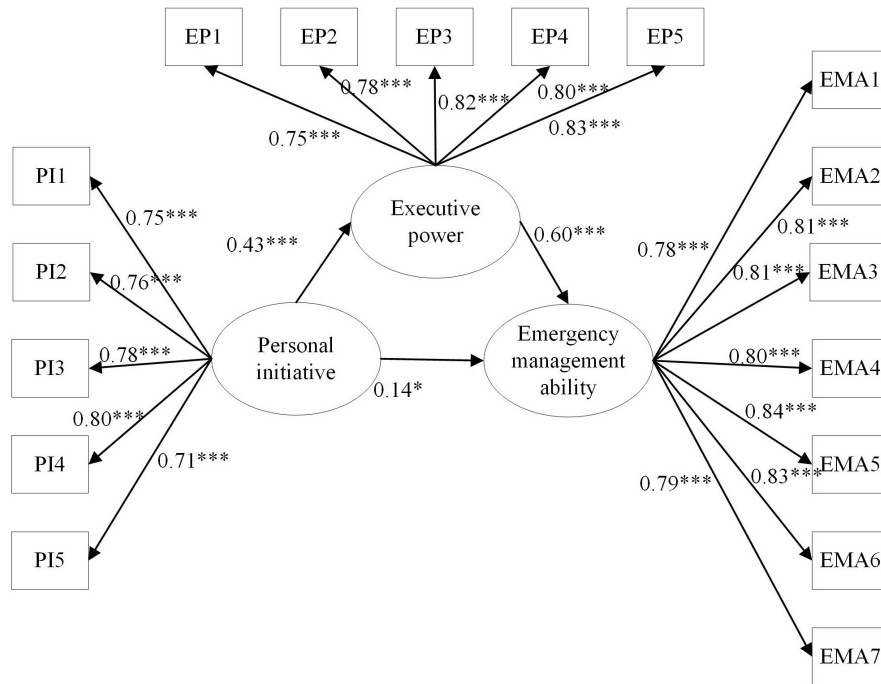 EP1
EP2
EP3
EP4
EP5
0.75***
0.78***
0.82***
0.80***
0.83***
EMA1
EMA2
EMA3
EMA4
EMA5
EMA6
EMA7
0.78***
0.81***
0.81***
0.80***
0.84***
0.83***
0.79***
PI1
PI2
PI3
PI4
PI5
0.75***
0.76***
0.78***
0.80***
0.71***
Executive
power
0.43***
0.60***
Personal
initiative
0.14*
Emergency
management
ability